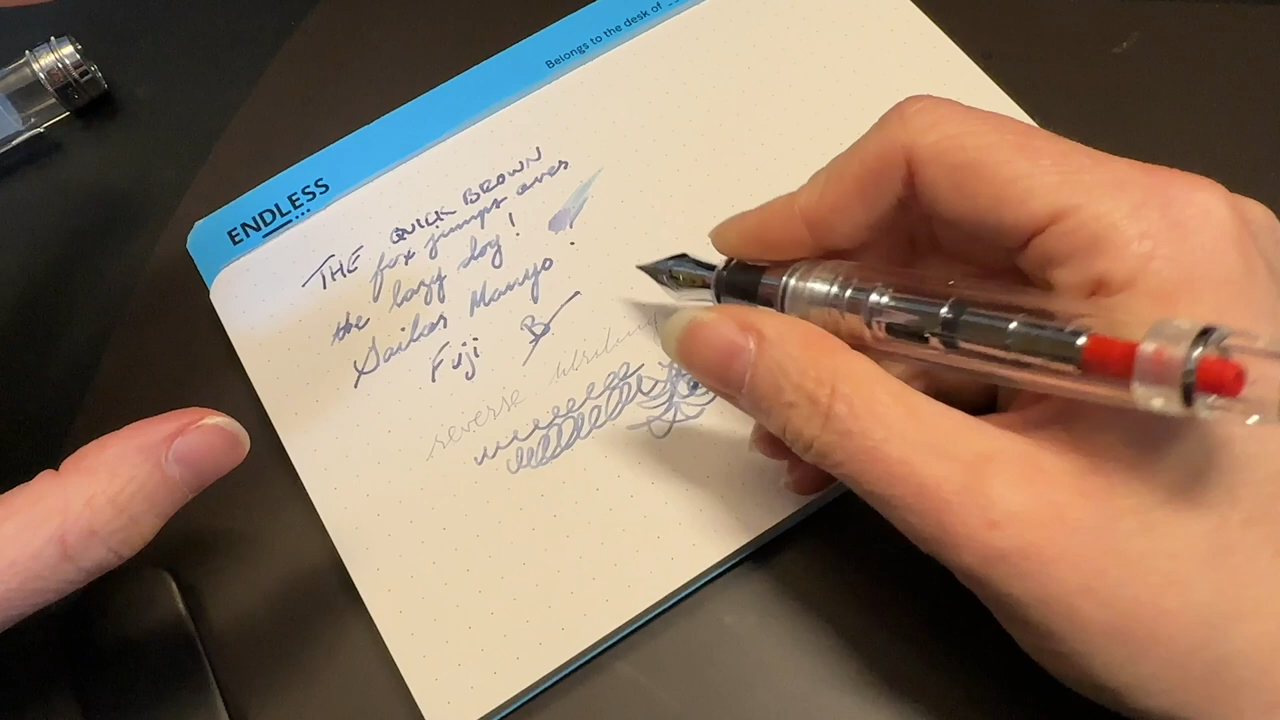 Belongs to the desk of
ENDLESS
THE QUICK BROWN
fox jumps over
the lazy dog!
Sailor Manyo
Fuji B
reverse writing